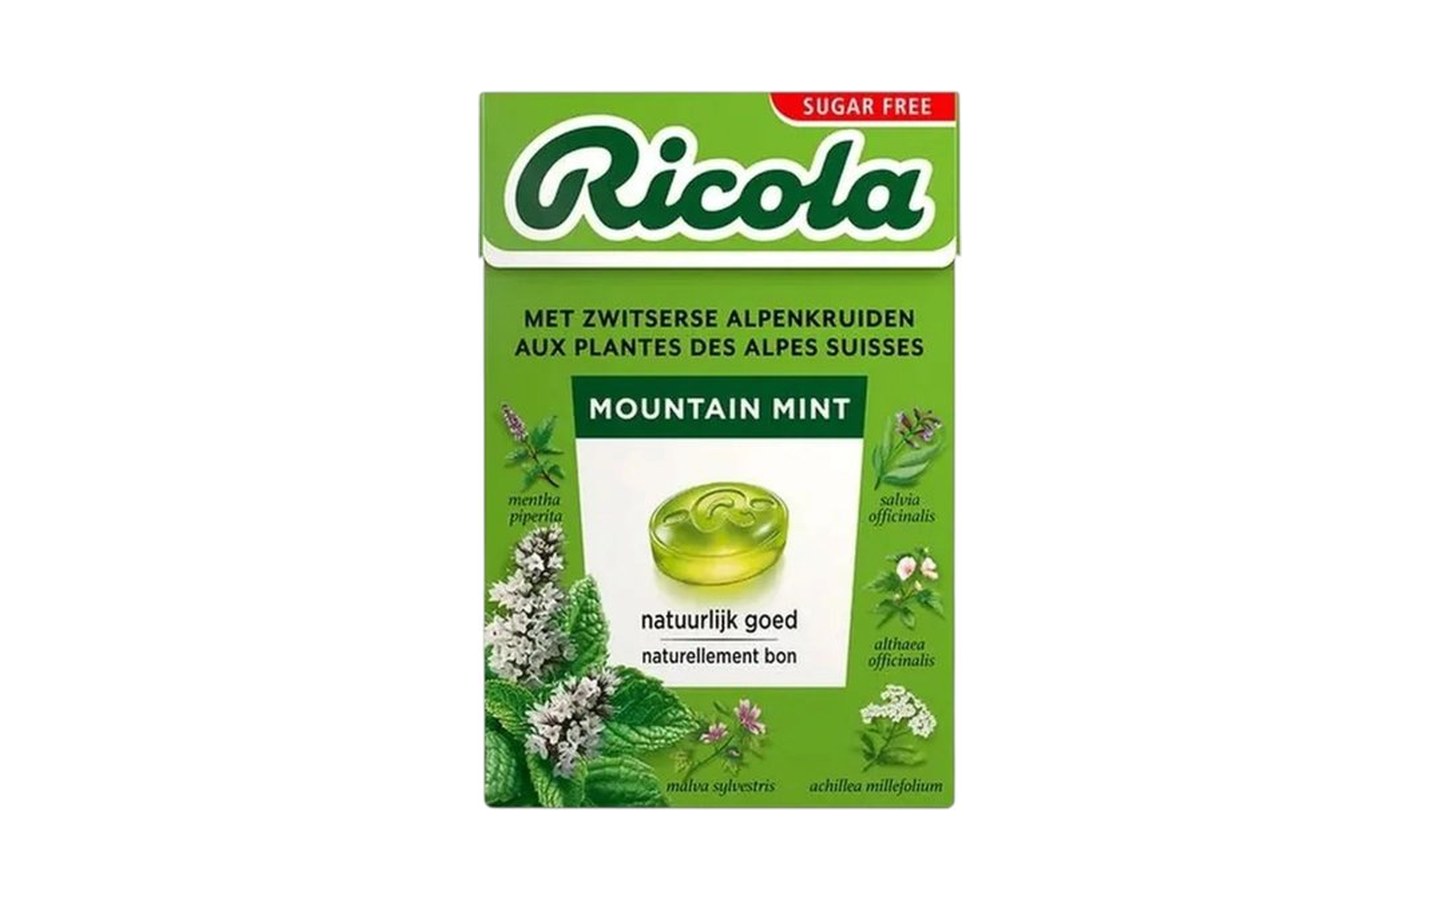 SUGAR FREE
Ricola
MET ZWITSERSE ALPENKRUIDEN
AUX PLANTES DES ALPES SUISSES
MOUNTAIN MINT
mentha
piperita
salvia
officinalis
natuurlijk goed
naturellement bon
althaea
officinalis
malva sylvestris
achillea millefolium